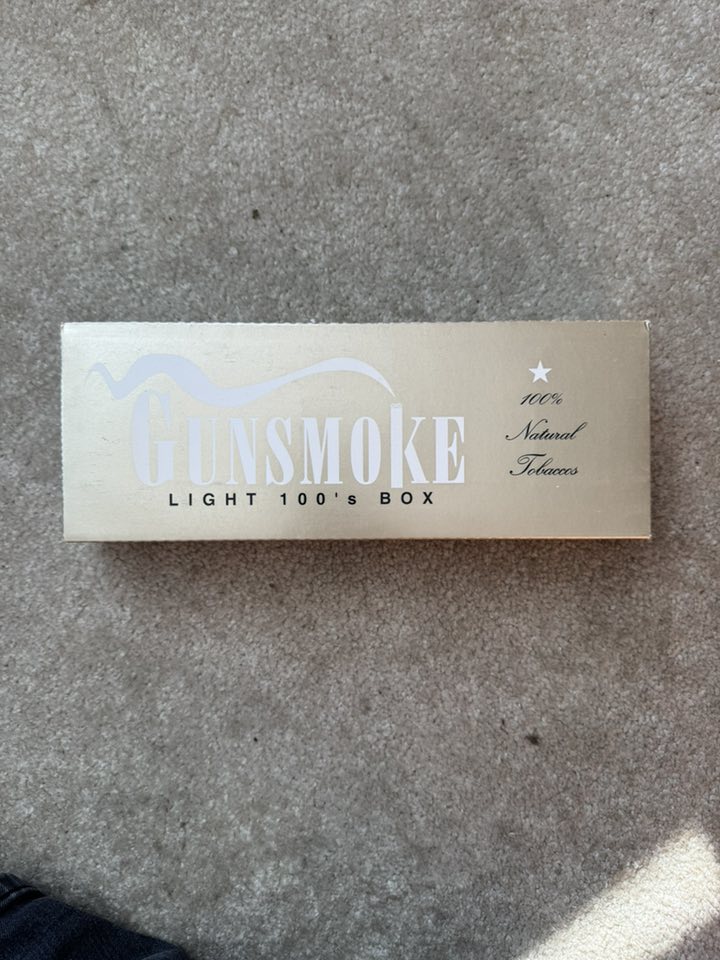 GUNSMOKE
LIGHT 100's BOX
100%
Natural
Tobaccos